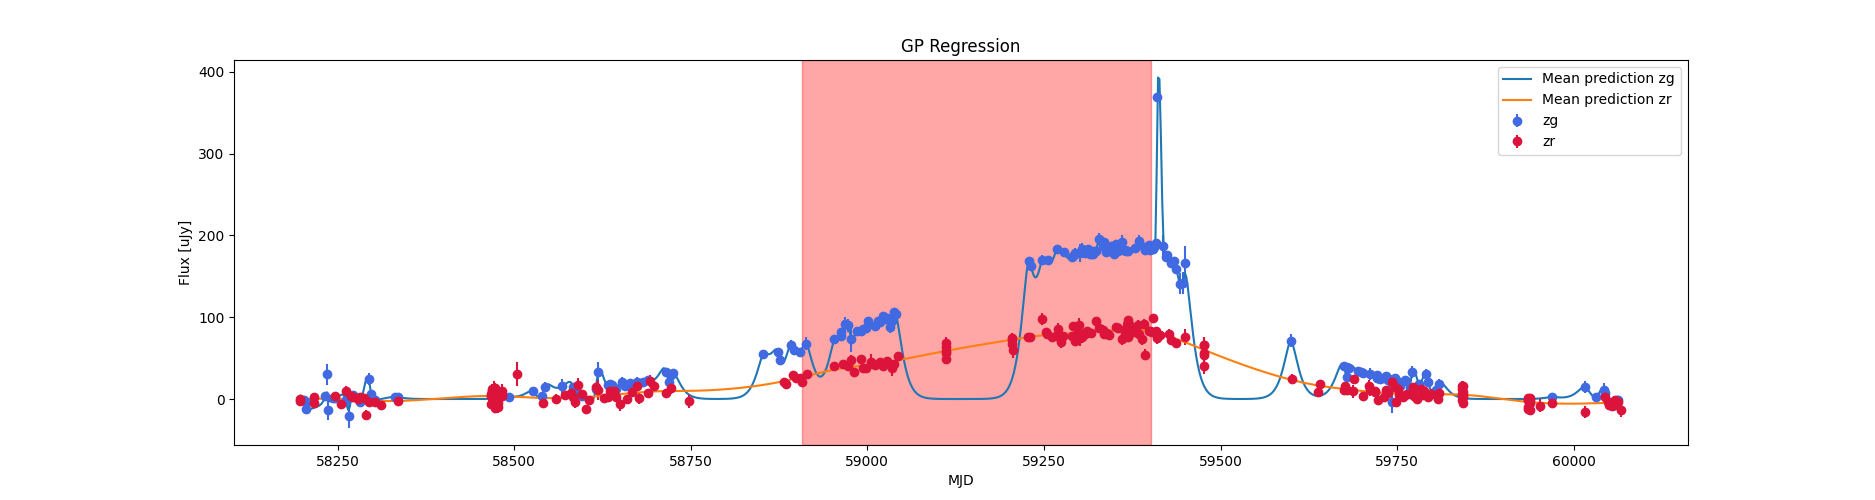 GP Regression
400
300
200
100
0
Flux [uJy]
58250
58500
58750
59000
59250
59500
59750
60000
MJD
Mean prediction zg
Mean prediction zr
zg
zr